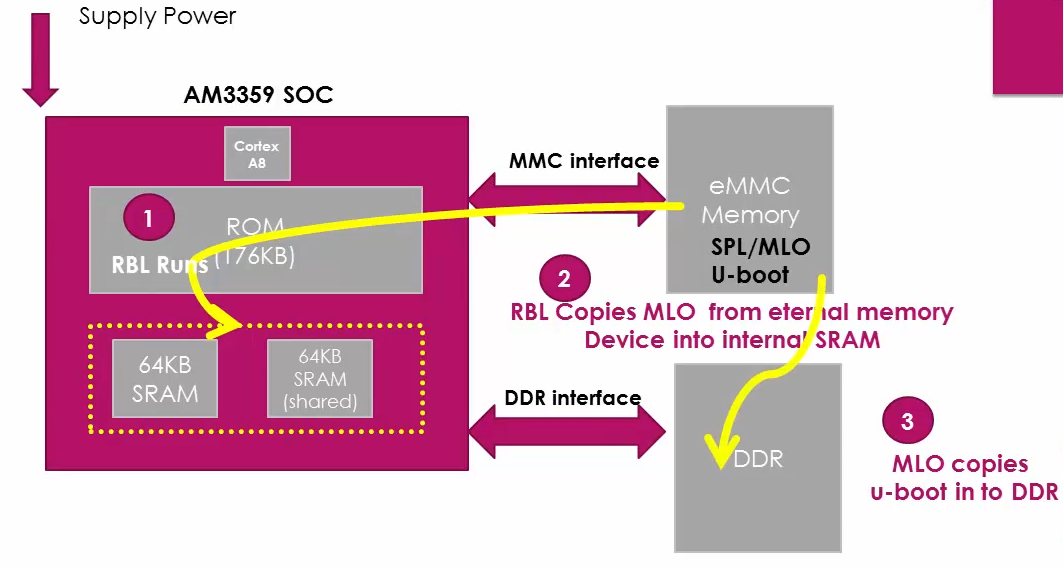 Supply Power
AM3359 SOC
Cortex
A8
MMC interface
1
ROM
(176KB)
RBL Runs
eMMC
Memory
SPL/MLO
U-boot
2
RBL Copies MLO from eternal memory
Device into internal SRAM
64KB
SRAM
64KB
SRAM
(shared)
DDR interface
DDR
3
MLO copies
u-boot in to DDR